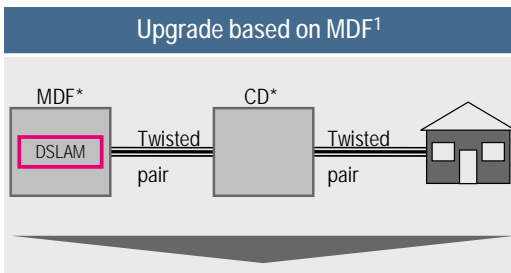 Upgrade based on MDF¹
MDF* CD*
DSLAM Twisted Twisted
pair pair